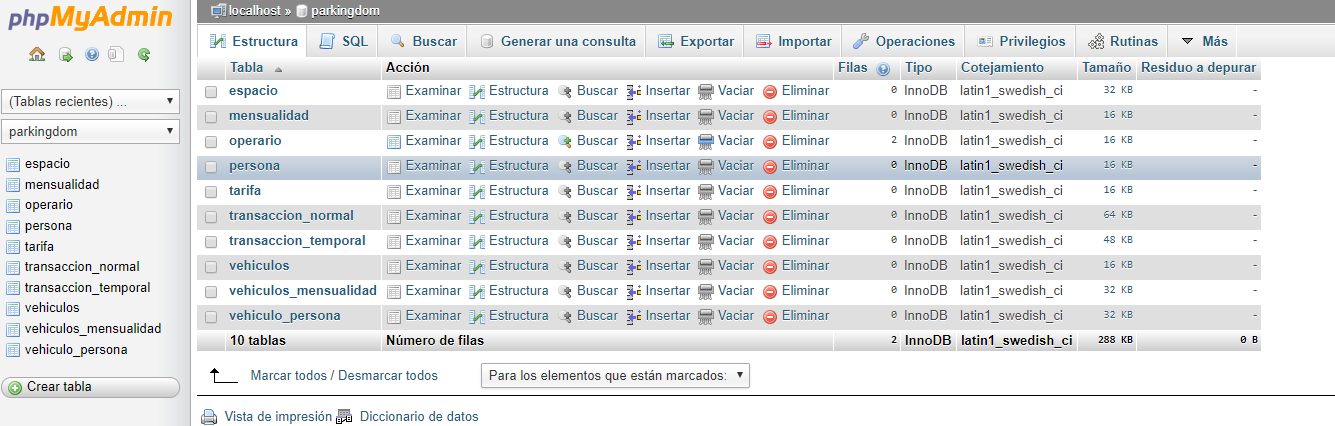 phpMyAdmin
(Tablas recientes) ...
parkingdom
espacio
mensualidad
operario
persona
tarifa
transaccion_normal
transaccion_temporal
vehiculos
vehiculos_mensualidad
vehiculo_persona
Crear tabla
localhost » parkingdom
Estructura SQL Buscar Generar una consulta Exportar Importar Operaciones Privilegios Rutinas Más
Tabla Acción Filas Tipo Cotejamiento Tamaño Residuo a depurar
espacio Examinar Estructura Buscar Insertar Vaciar Eliminar 0 InnoDB latin1_swedish_ci 32 KB -
mensualidad Examinar Estructura Buscar Insertar Vaciar Eliminar 0 InnoDB latin1_swedish_ci 16 KB -
operario Examinar Estructura Buscar Insertar Vaciar Eliminar 2 InnoDB latin1_swedish_ci 16 KB -
persona Examinar Estructura Buscar Insertar Vaciar Eliminar 0 InnoDB latin1_swedish_ci 16 KB -
tarifa Examinar Estructura Buscar Insertar Vaciar Eliminar 0 InnoDB latin1_swedish_ci 16 KB -
transaccion_normal Examinar Estructura Buscar Insertar Vaciar Eliminar 0 InnoDB latin1_swedish_ci 64 KB -
transaccion_temporal Examinar Estructura Buscar Insertar Vaciar Eliminar 0 InnoDB latin1_swedish_ci 48 KB -
vehiculos Examinar Estructura Buscar Insertar Vaciar Eliminar 0 InnoDB latin1_swedish_ci 16 KB -
vehiculos_mensualidad Examinar Estructura Buscar Insertar Vaciar Eliminar 0 InnoDB latin1_swedish_ci 32 KB -
vehiculo_persona Examinar Estructura Buscar Insertar Vaciar Eliminar 0 InnoDB latin1_swedish_ci 32 KB -
10 tablas Número de filas 2 InnoDB latin1_swedish_ci 288 KB 0 B
Marcar todos / Desmarcar todos Para los elementos que están marcados:
Vista de impresión Diccionario de datos